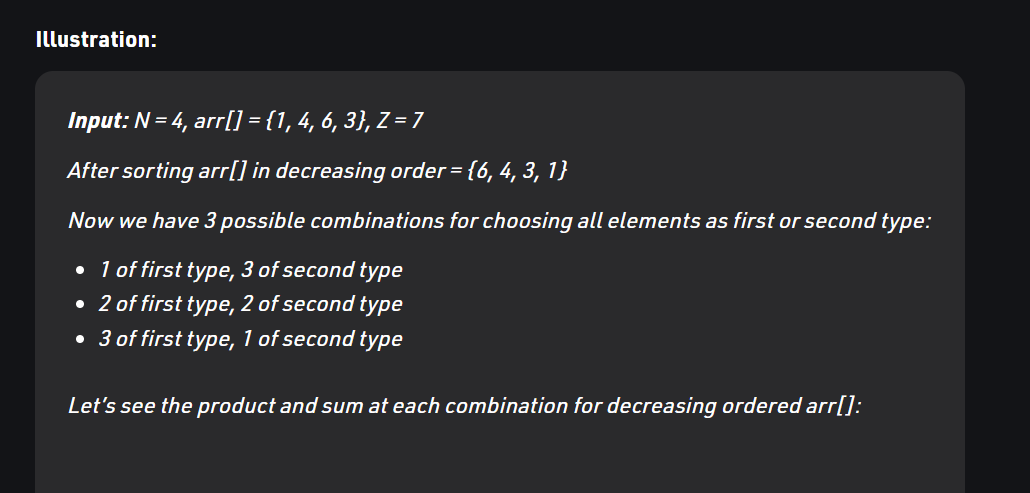 Illustration:
Input: N = 4, arr[] = {1, 4, 6, 3}, Z = 7
After sorting arr[] in decreasing order = {6, 4, 3, 1}
Now we have 3 possible combinations for choosing all elements as first or second type:
• 1 of first type, 3 of second type
• 2 of first type, 2 of second type
• 3 of first type, 1 of second type
Let’s see the product and sum at each combination for decreasing ordered arr[]: